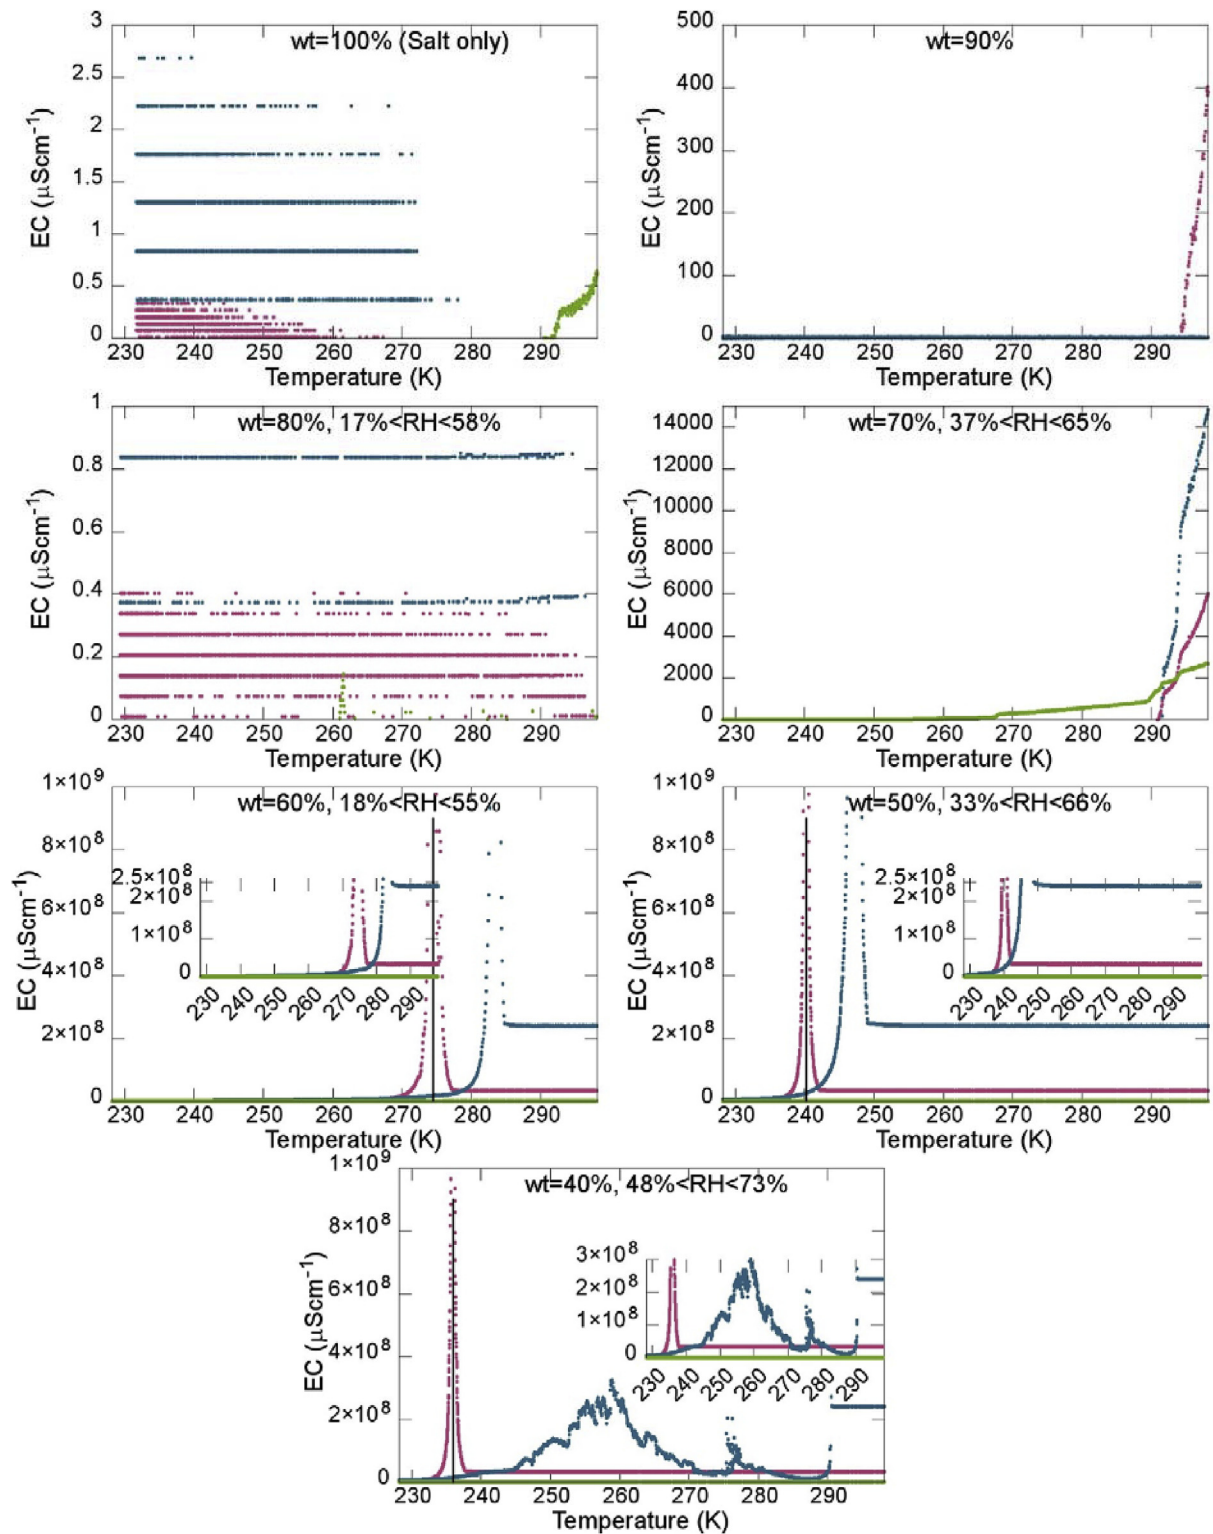 wt=100% (Salt only)
3
2.5
2
1.5
1
0.5
0
EC (μScm⁻¹)
230 240 250 260 270 280 290
Temperature (K)
wt=90%
500
400
300
200
100
0
EC (μScm⁻¹)
230 240 250 260 270 280 290
Temperature (K)
wt=80%, 17%<RH<58%
1
0.8
0.6
0.4
0.2
0
EC (μScm⁻¹)
230 240 250 260 270 280 290
Temperature (K)
wt=70%, 37%<RH<65%
14000
12000
10000
8000
6000
4000
2000
0
EC (μScm⁻¹)
230 240 250 260 270 280 290
Temperature (K)
wt=60%, 18%<RH<55%
1×10⁹
8×10⁸
6×10⁸
4×10⁸
2×10⁸
0
EC (μScm⁻¹)
2.5×10⁸
2×10⁸
1×10⁸
0
230 240 250 260 270 280 290
230 240 250 260 270 280 290
Temperature (K)
wt=50%, 33%<RH<66%
1×10⁹
8×10⁸
6×10⁸
4×10⁸
2×10⁸
0
EC (μScm⁻¹)
2.5×10⁸
2×10⁸
1×10⁸
0
230 240 250 260 270 280 290
230 240 250 260 270 280 290
Temperature (K)
wt=40%, 48%<RH<73%
1×10⁹
8×10⁸
6×10⁸
4×10⁸
2×10⁸
0
EC (μScm⁻¹)
3×10⁸
2×10⁸
1×10⁸
0
230 240 250 260 270 280 290
230 240 250 260 270 280 290
Temperature (K)